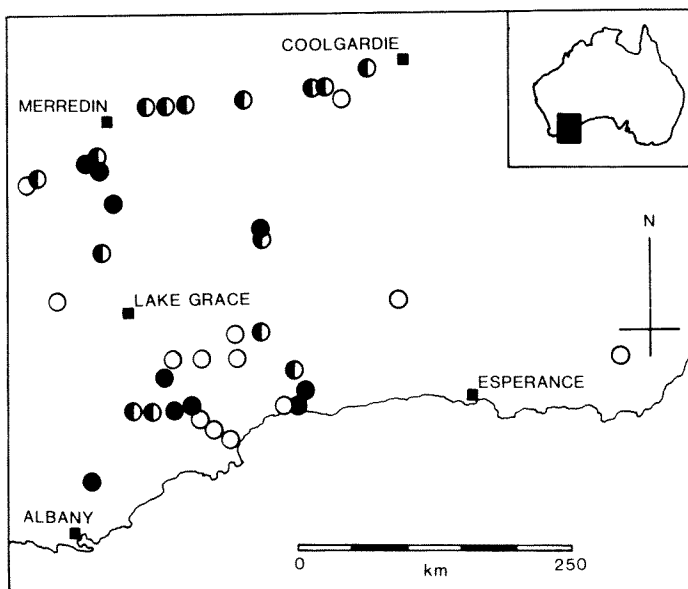 COOLGARDIE
MERREDIN
N
LAKE GRACE
ESPERANCE
ALBANY
0 250
km